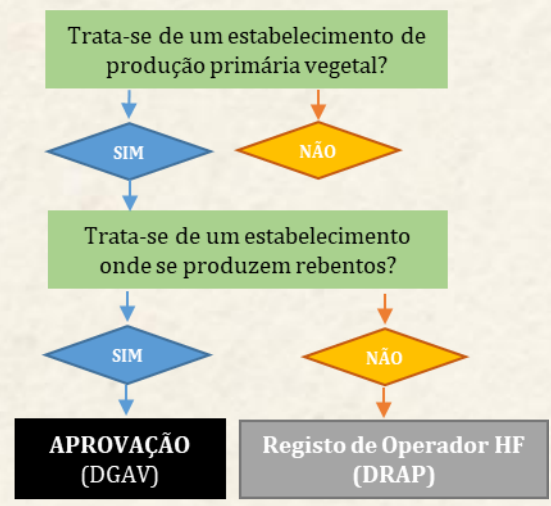 Trata-se de um estabelecimento de
produção primária vegetal?
SIM
NÃO
Trata-se de um estabelecimento
onde se produzem rebentos?
SIM
NÃO
APROVAÇÃO
(DGAV)
Registo de Operador HF
(DRAP)